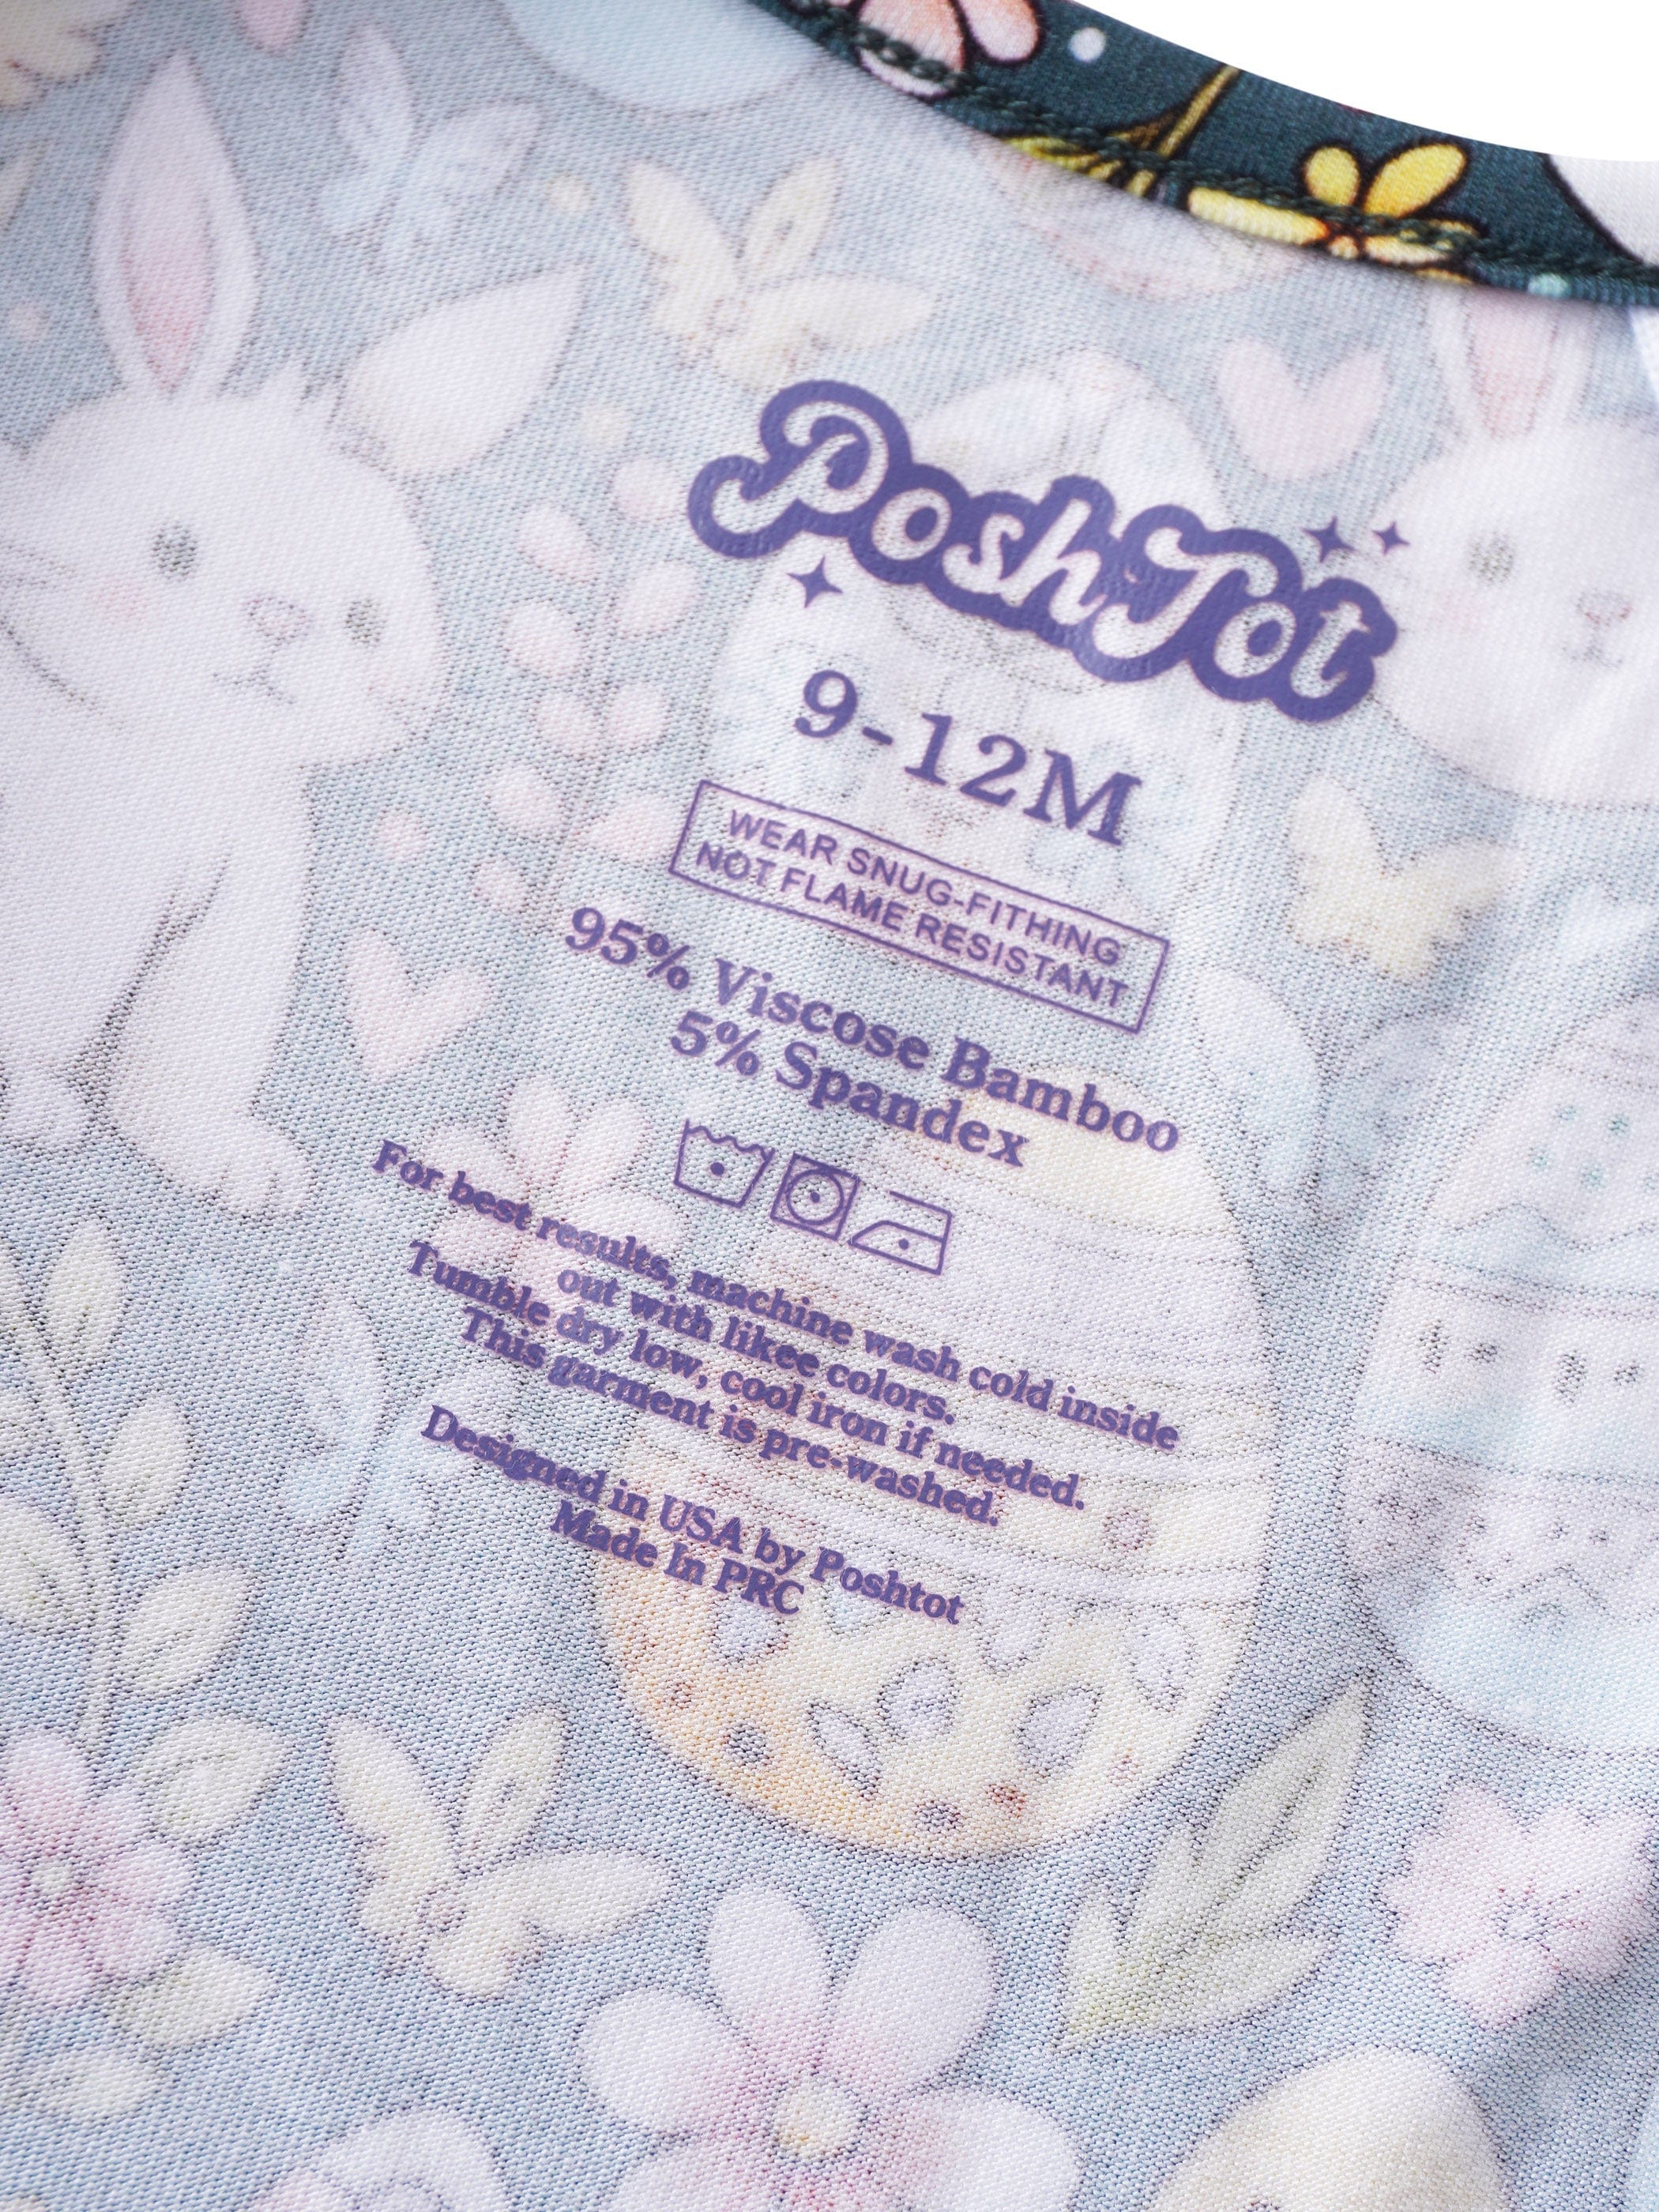 PoshTot
9-12M
WEAR SNUG-FITHING
NOT FLAME RESISTANT
95% Viscose Bamboo
5% Spandex
For best results, machine wash cold inside
out with likee colors.
Tumble dry low, cool iron if needed.
This garment is pre-washed.
Designed in USA by Poshtot
Made In PRC